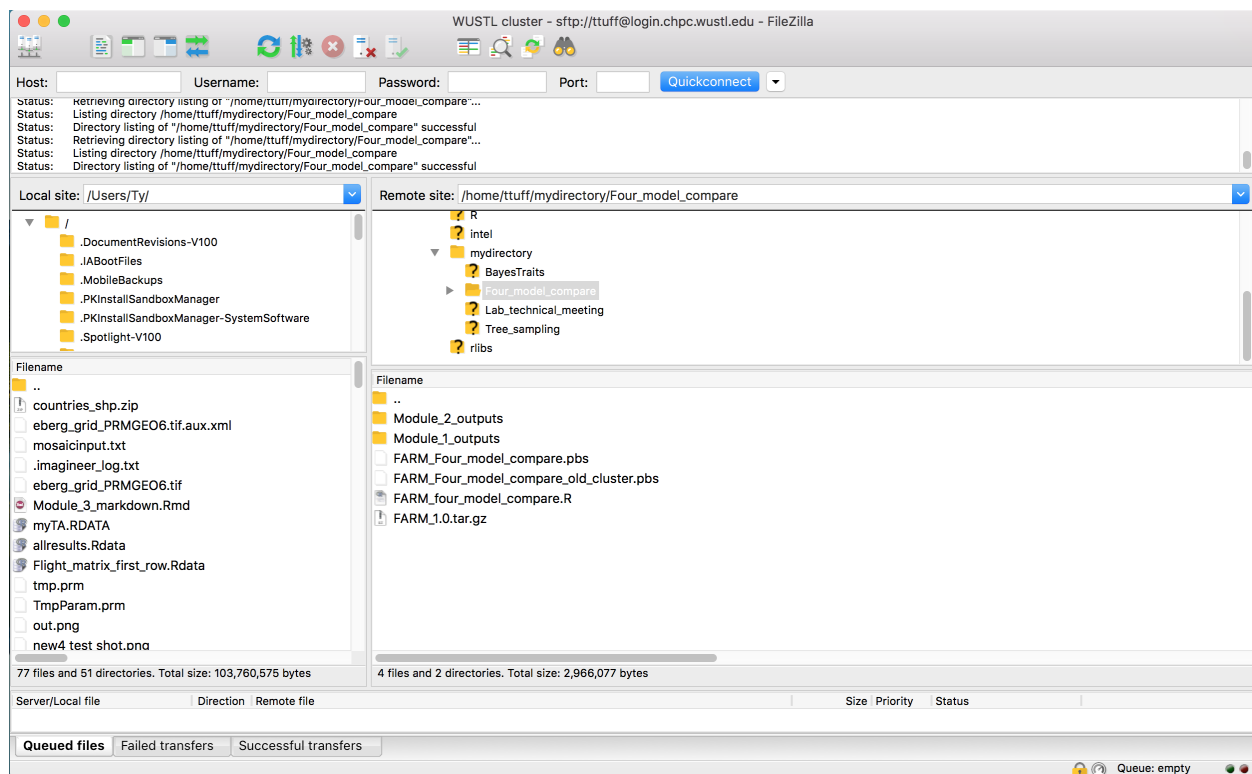 WUSTL cluster - sftp://ttuff@login.chpc.wustl.edu - FileZilla
Host: Username: Password: Port: Quickconnect
Status: Retrieving directory listing of "/home/ttuff/mydirectory/Four_model_compare"...
Status: Listing directory /home/ttuff/mydirectory/Four_model_compare
Status: Directory listing of "/home/ttuff/mydirectory/Four_model_compare" successful
Status: Retrieving directory listing of "/home/ttuff/mydirectory/Four_model_compare"...
Status: Listing directory /home/ttuff/mydirectory/Four_model_compare
Status: Directory listing of "/home/ttuff/mydirectory/Four_model_compare" successful
Local site: /Users/Ty/
/
.DocumentRevisions-V100
.IABootFiles
.MobileBackups
.PKInstallSandboxManager
.PKInstallSandboxManager-SystemSoftware
.Spotlight-V100
Filename
..
countries_shp.zip
eberg_grid_PRMGEO6.tif.aux.xml
mosaicinput.txt
.imagineer_log.txt
eberg_grid_PRMGEO6.tif
Module_3_markdown.Rmd
myTA.RDATA
allresults.Rdata
Flight_matrix_first_row.Rdata
tmp.prm
TmpParam.prm
out.png
new4 test shot.png
77 files and 51 directories. Total size: 103,760,575 bytes
Remote site: /home/ttuff/mydirectory/Four_model_compare
R
intel
mydirectory
BayesTraits
Four_model_compare
Lab_technical_meeting
Tree_sampling
rlibs
Filename
..
Module_2_outputs
Module_1_outputs
FARM_Four_model_compare.pbs
FARM_Four_model_compare_old_cluster.pbs
FARM_four_model_compare.R
FARM_1.0.tar.gz
4 files and 2 directories. Total size: 2,966,077 bytes
Server/Local file Direction Remote file Size Priority Status
Queued files Failed transfers Successful transfers
Queue: empty